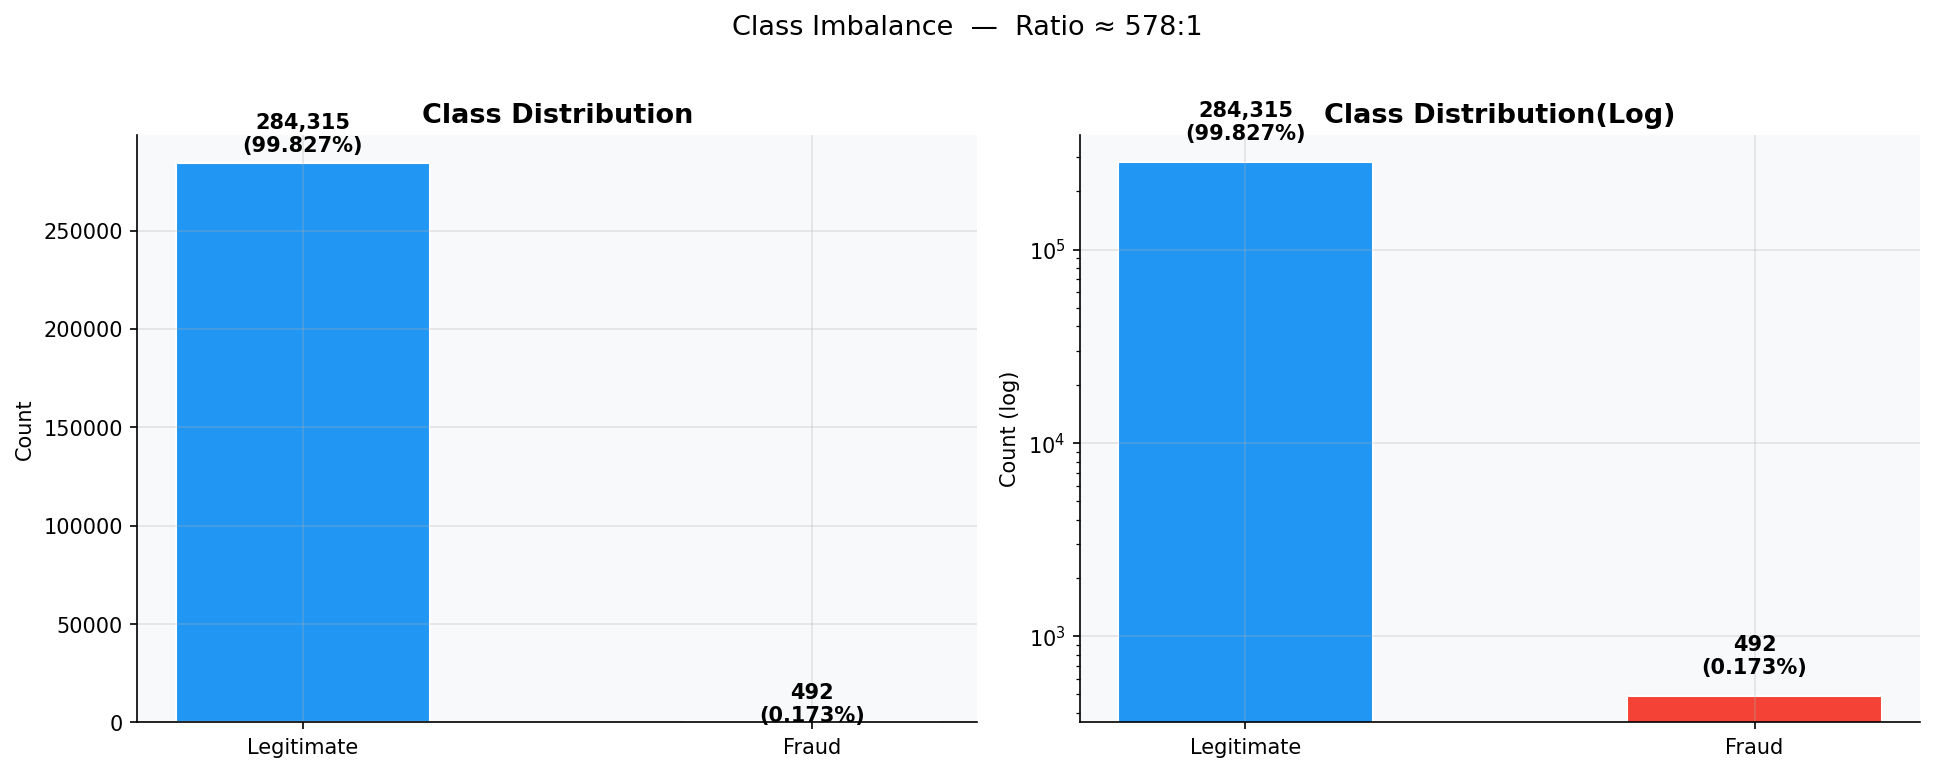 Class Imbalance — Ratio ≈ 578:1
Class Distribution
284,315
(99.827%)
250000
200000
150000
100000
50000
0
Count
492
(0.173%)
Legitimate
Fraud
Class Distribution(Log)
284,315
(99.827%)
10⁵
10⁴
10³
Count (log)
492
(0.173%)
Legitimate
Fraud